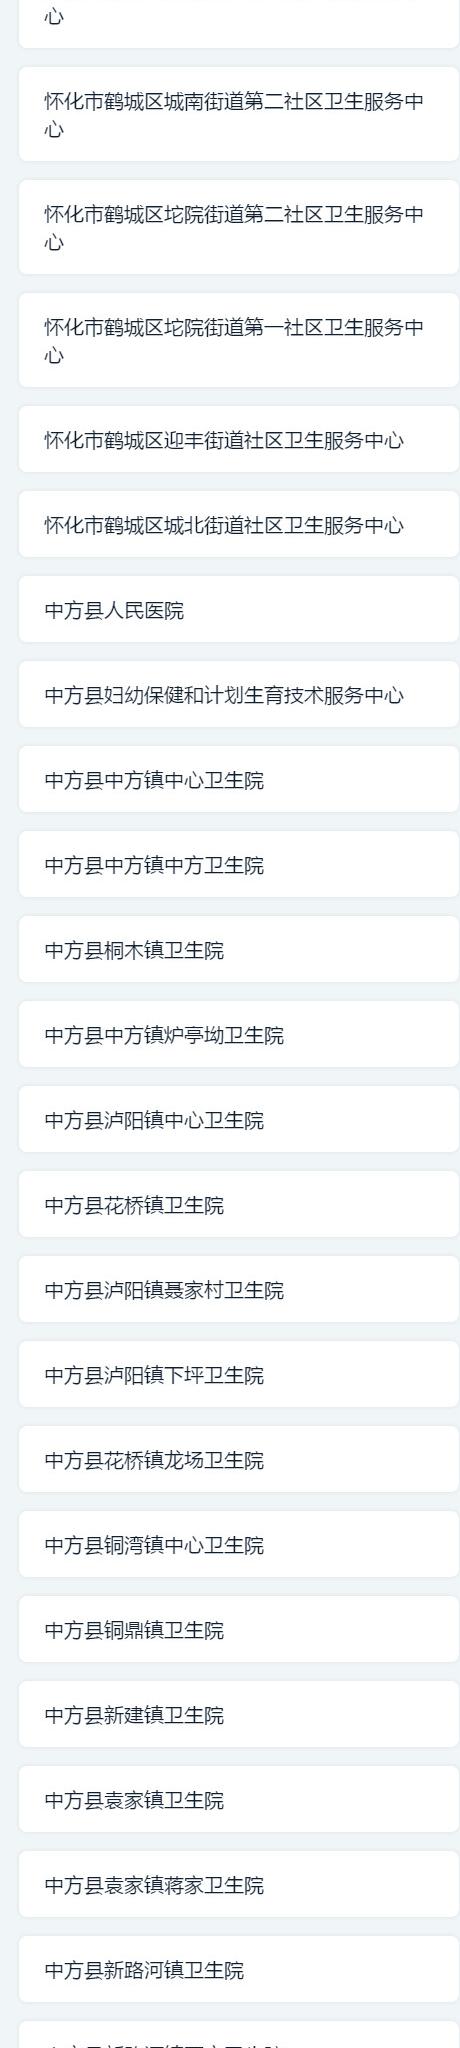 心
怀化市鹤城区城南街道第二社区卫生服务中
心
怀化市鹤城区坨院街道第二社区卫生服务中
心
怀化市鹤城区坨院街道第一社区卫生服务中
心
怀化市鹤城区迎丰街道社区卫生服务中心
怀化市鹤城区城北街道社区卫生服务中心
中方县人民医院
中方县妇幼保健和计划生育技术服务中心
中方县中方镇中心卫生院
中方县中方镇中方卫生院
中方县桐木镇卫生院
中方县中方镇炉亭坳卫生院
中方县泸阳镇中心卫生院
中方县花桥镇卫生院
中方县泸阳镇聂家村卫生院
中方县泸阳镇下坪卫生院
中方县花桥镇龙场卫生院
中方县铜湾镇中心卫生院
中方县铜鼎镇卫生院
中方县新建镇卫生院
中方县袁家镇卫生院
中方县袁家镇蒋家卫生院
中方县新路河镇卫生院